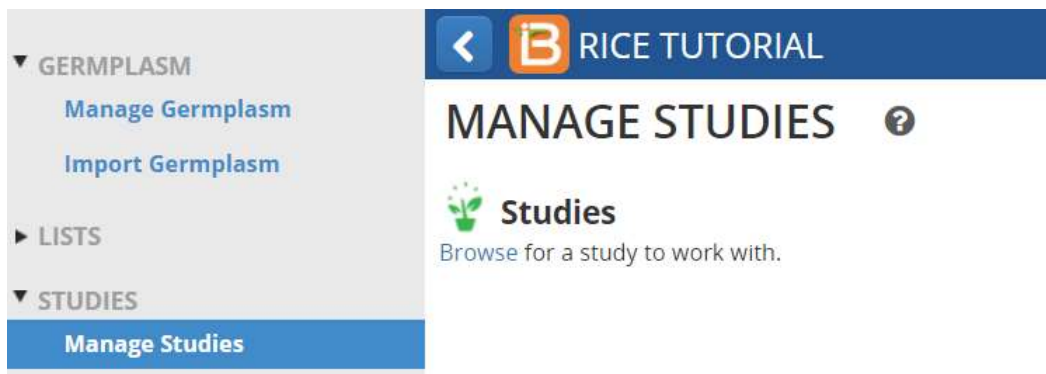 GERMPLASM
Manage Germplasm
Import Germplasm
LISTS
STUDIES
Manage Studies
RICE TUTORIAL
MANAGE STUDIES
Studies
Browse for a study to work with.